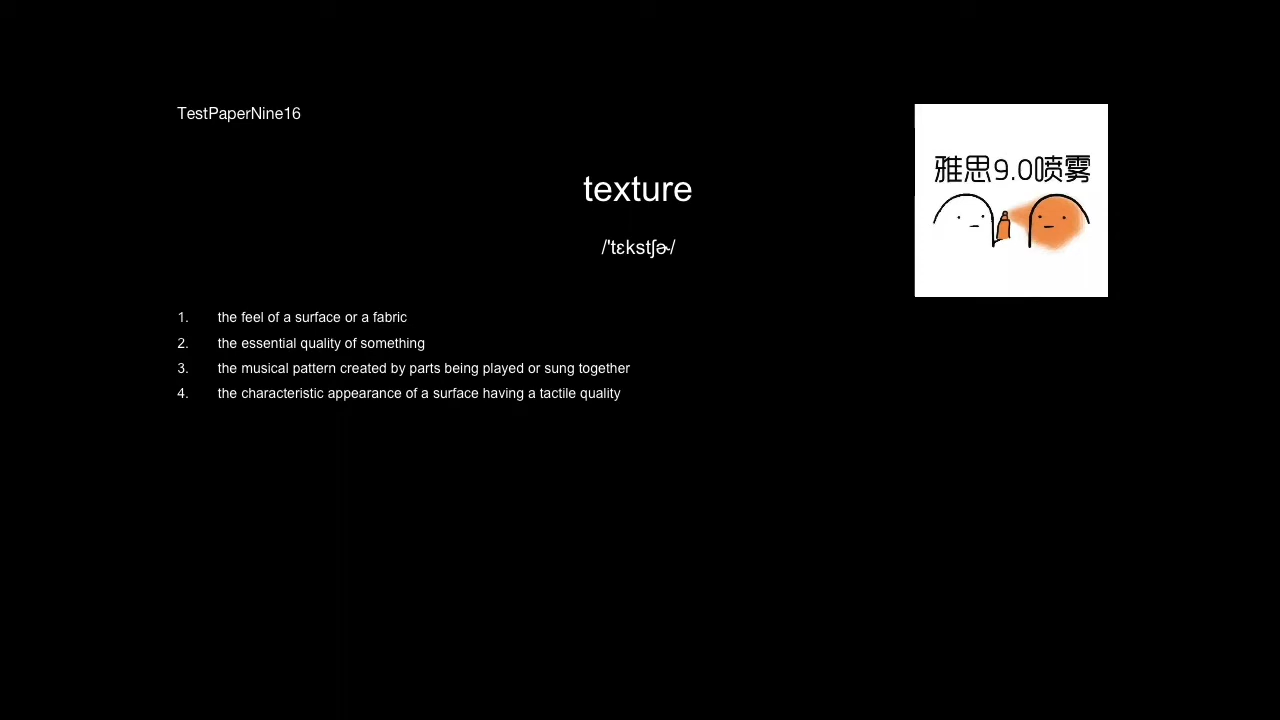 TestPaperNine16
雅思9.0喷雾
texture
/'tɛkstʃɚ/
1. the feel of a surface or a fabric
2. the essential quality of something
3. the musical pattern created by parts being played or sung together
4. the characteristic appearance of a surface having a tactile quality